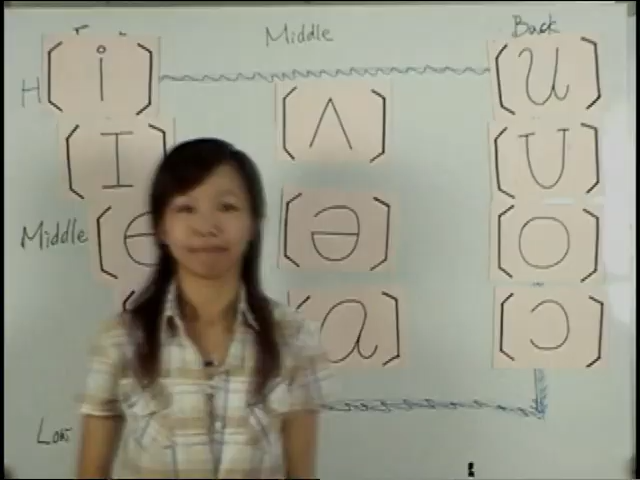 Middle Back
H [i] [u]
[ʌ]
[I [ʊ]
Middle [e [ə] [o]
[ a] [ɔ]
Low